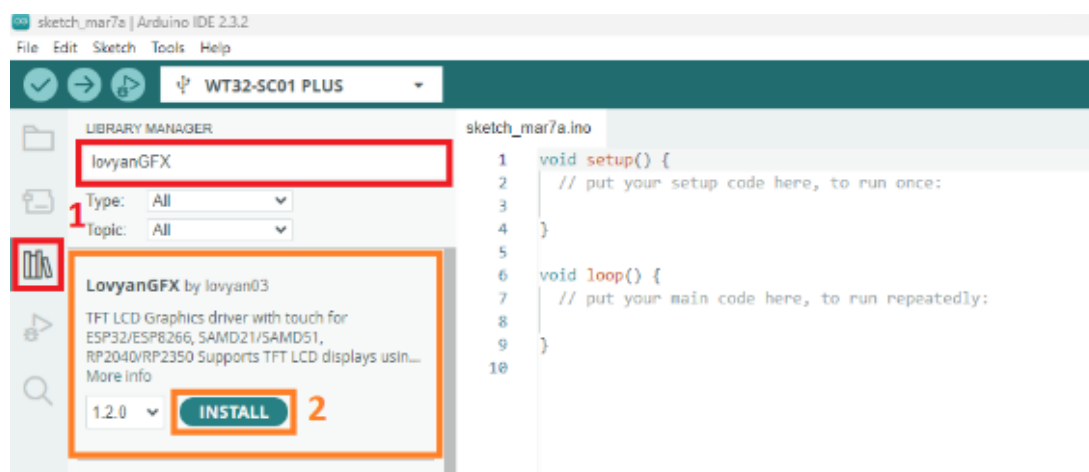 sketch_mar7a | Arduino IDE 2.3.2
File Edit Sketch Tools Help
WT32-SC01 PLUS
LIBRARY MANAGER
lovyanGFX
Type: All
1
Topic: All
LovyanGFX by lovyan03
TFT LCD Graphics driver with touch for
ESP32/ESP8266, SAMD21/SAMD51,
RP2040/RP2350 Supports TFT LCD displays usin...
More info
1.2.0 INSTALL 2
sketch_mar7a.ino
1 void setup() {
2 // put your setup code here, to run once:
3
4 }
5
6 void loop() {
7 // put your main code here, to run repeatedly:
8
9 }
10